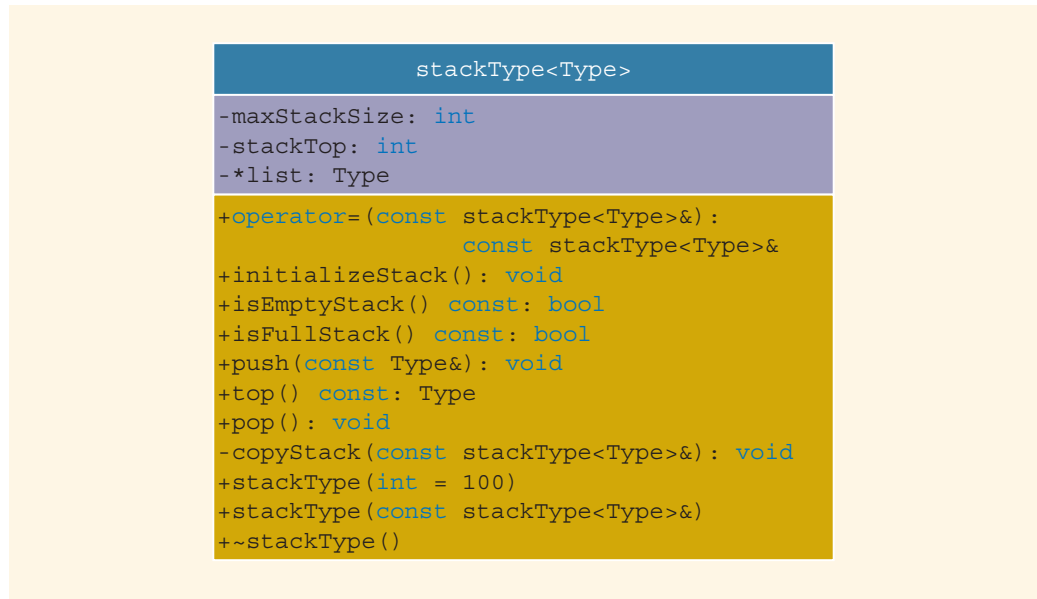 stackType<Type>
-maxStackSize: int
-stackTop: int
-*list: Type
+operator=(const stackType<Type>&):
const stackType<Type>&
+initializeStack(): void
+isEmptyStack() const: bool
+isFullStack() const: bool
+push(const Type&): void
+top() const: Type
+pop(): void
-copyStack(const stackType<Type>&): void
+stackType(int = 100)
+stackType(const stackType<Type>&)
+~stackType()